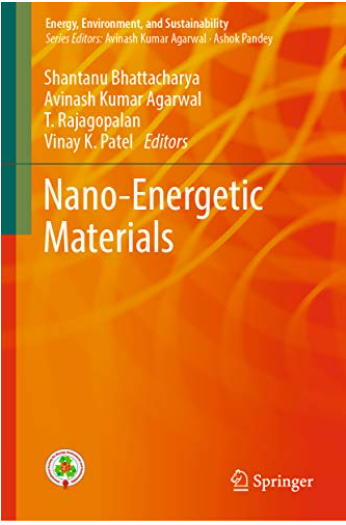 Energy, Environment, and Sustainability
Series Editors: Avinash Kumar Agarwal · Ashok Pandey
Shantanu Bhattacharya
Avinash Kumar Agarwal
T. Rajagopalan
Vinay K. Patel Editors
Nano-Energetic
Materials
Springer